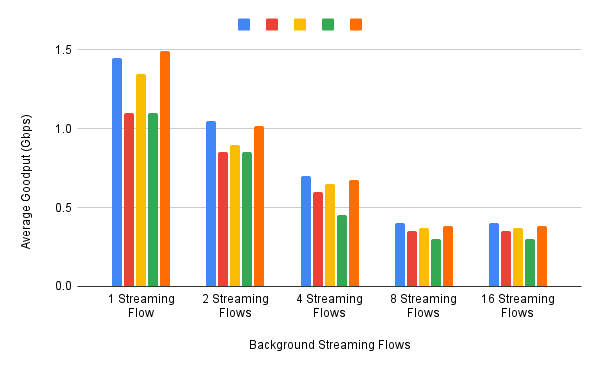 1.5
1.0
0.5
0.0
Average Goodput (Gbps)
1 Streaming Flow
2 Streaming Flows
4 Streaming Flows
8 Streaming Flows
16 Streaming Flows
Background Streaming Flows